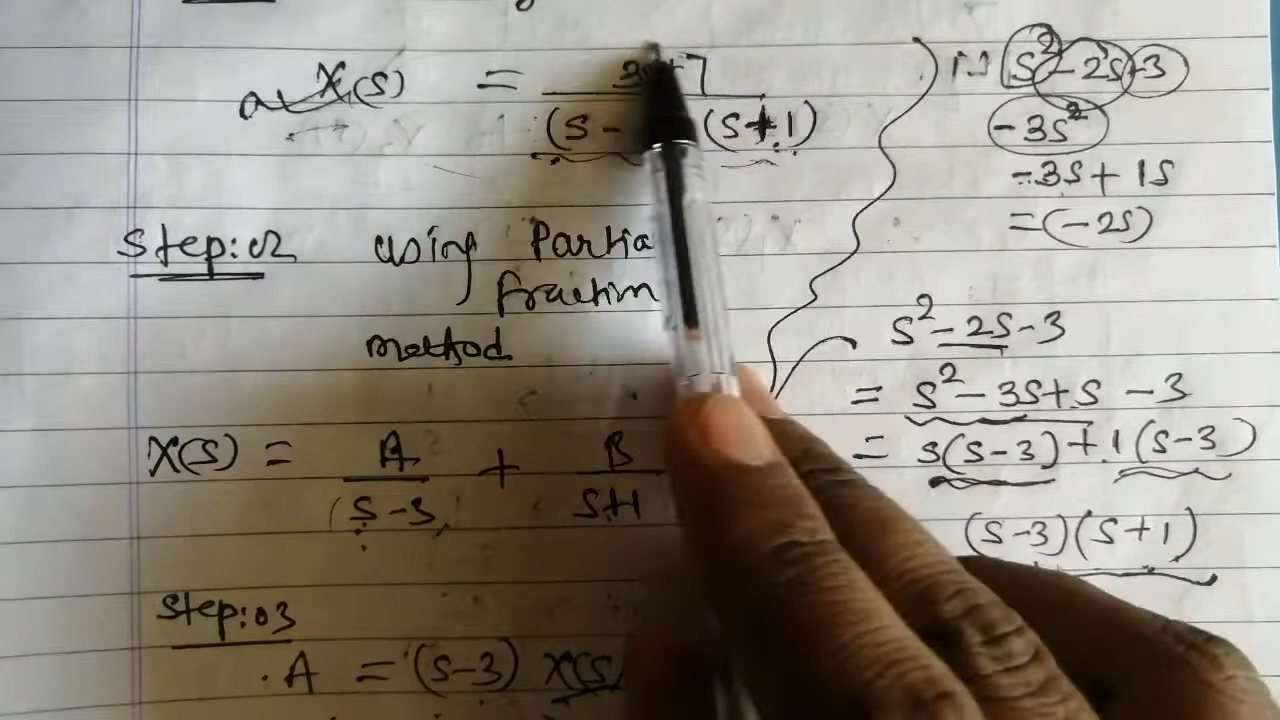 X(s) = 3s+7
(s- (s+1)
Step:02 using Partia
fraction
method
X(s) = A/(s-3) + B/s+1
Step:03
. A = (s-3) X(s)
s² -2s -3
-3s²
-3s + 1s
= (-2s)
s² -2s -3
= s² -3s+s -3
= s(s-3) + 1(s-3)
(s-3)(s+1)